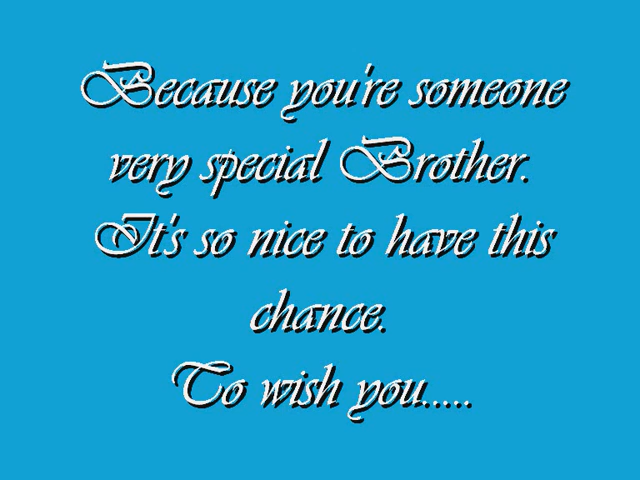 Because you're someone
very special Brother.
It's so nice to have this
chance.
To wish you.....